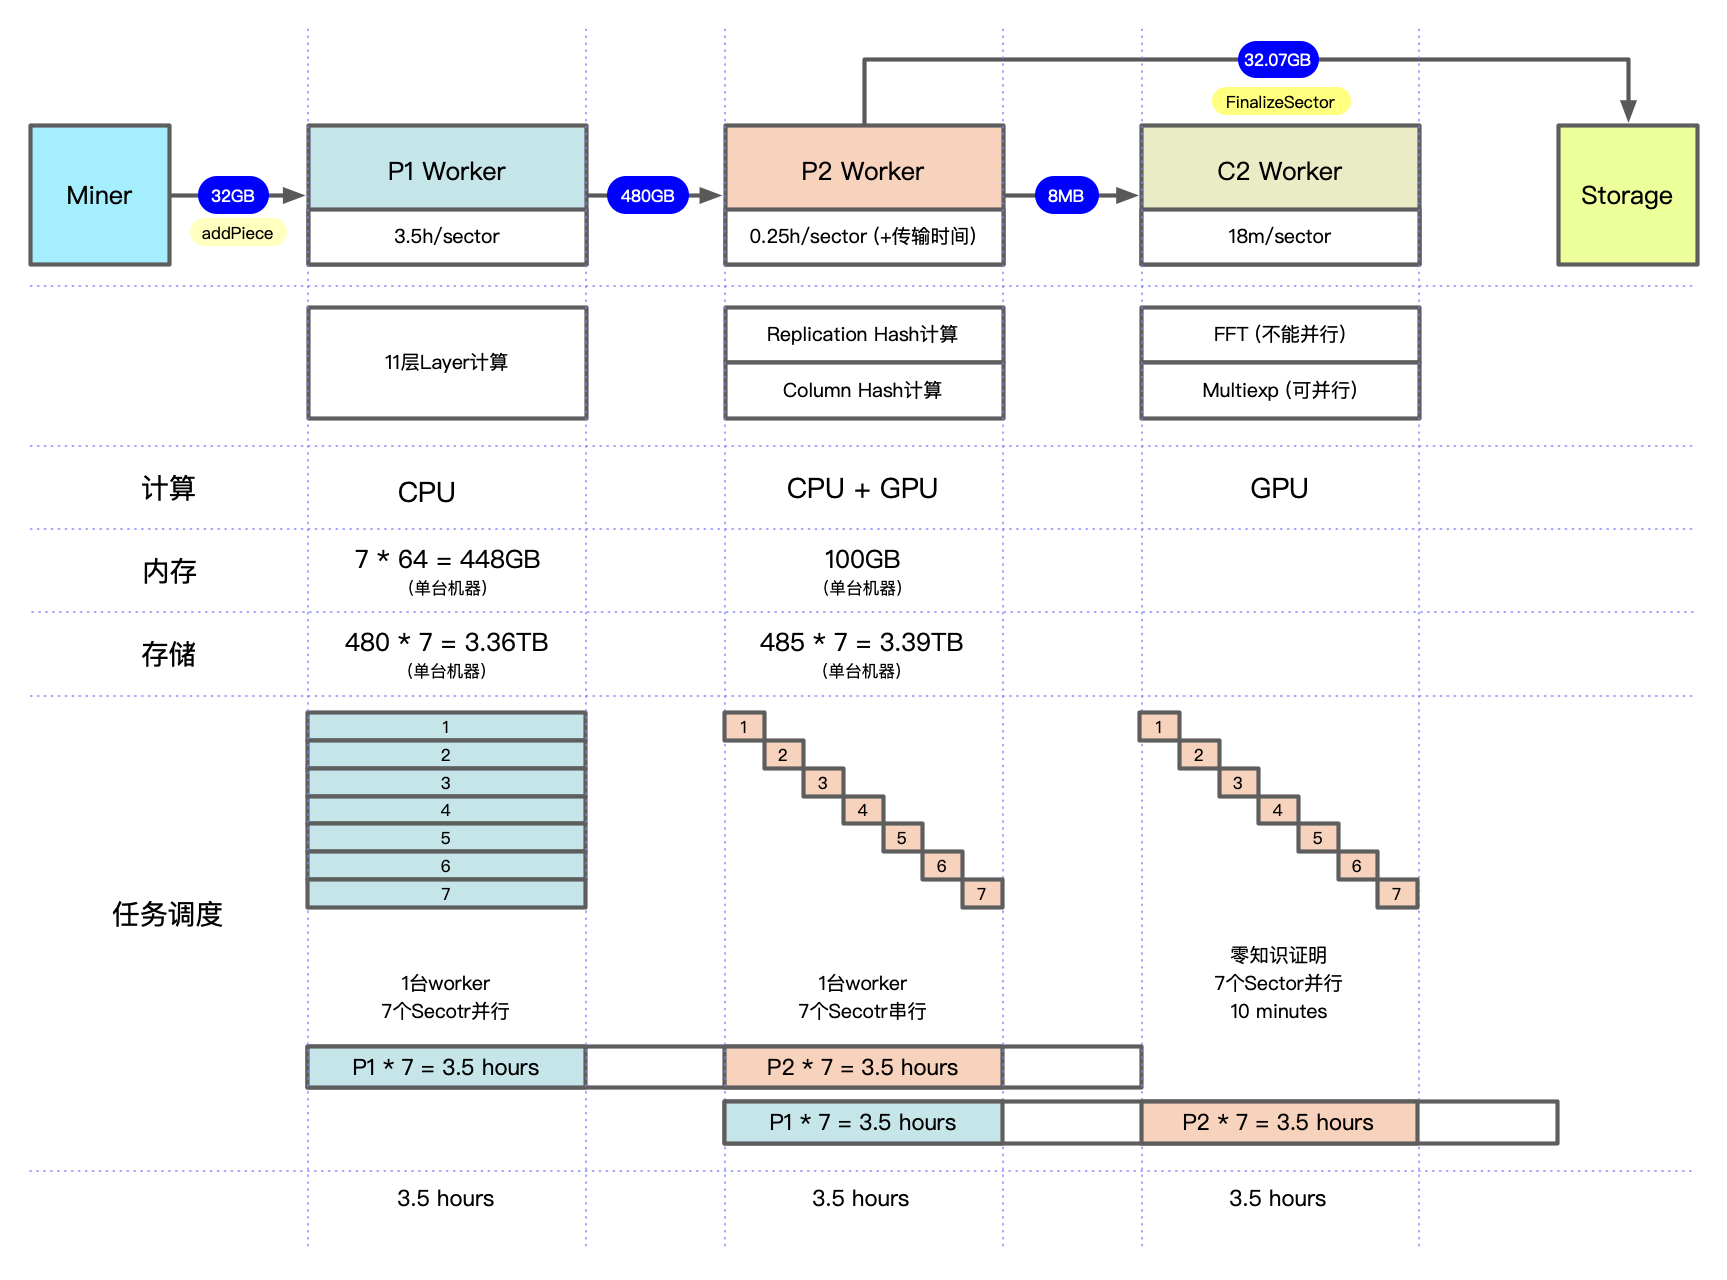 32.07GB
FinalizeSector
Miner
32GB
addPiece
P1 Worker
3.5h/sector
480GB
P2 Worker
0.25h/sector (+传输时间)
8MB
C2 Worker
18m/sector
Storage
11层Layer计算
Replication Hash计算
Column Hash计算
FFT (不能并行)
Multiexp (可并行)
计算
CPU
CPU + GPU
GPU
内存
7 * 64 = 448GB
(单台机器)
100GB
(单台机器)
存储
480 * 7 = 3.36TB
(单台机器)
485 * 7 = 3.39TB
(单台机器)
任务调度
1
2
3
4
5
6
7
1
2
3
4
5
6
7
1
2
3
4
5
6
7
1台worker
7个Secotr并行
1台worker
7个Secotr串行
零知识证明
7个Sector并行
10 minutes
P1 * 7 = 3.5 hours
P2 * 7 = 3.5 hours
P1 * 7 = 3.5 hours
P2 * 7 = 3.5 hours
3.5 hours
3.5 hours
3.5 hours